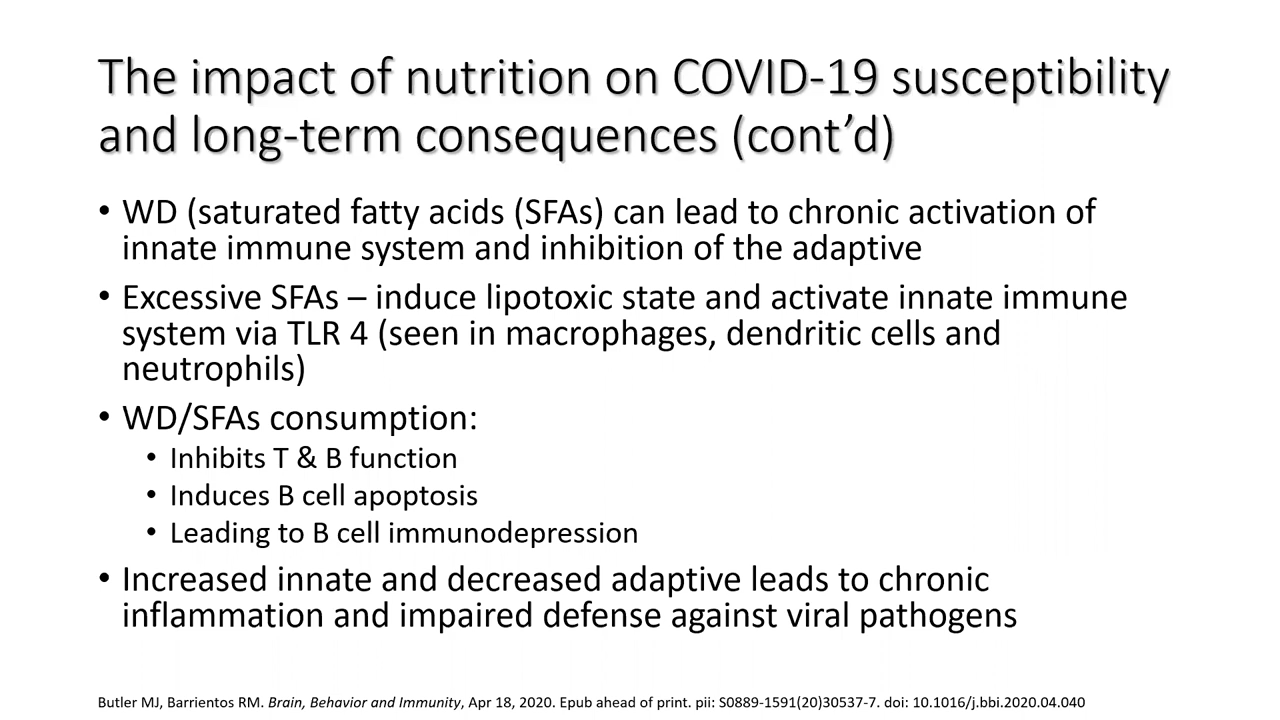 The impact of nutrition on COVID-19 susceptibility
and long-term consequences (cont’d)
• WD (saturated fatty acids (SFAs) can lead to chronic activation of
innate immune system and inhibition of the adaptive
• Excessive SFAs – induce lipotoxic state and activate innate immune
system via TLR 4 (seen in macrophages, dendritic cells and
neutrophils)
• WD/SFAs consumption:
• Inhibits T & B function
• Induces B cell apoptosis
• Leading to B cell immunodepression
• Increased innate and decreased adaptive leads to chronic
inflammation and impaired defense against viral pathogens
Butler MJ, Barrientos RM. Brain, Behavior and Immunity, Apr 18, 2020. Epub ahead of print. pii: S0889-1591(20)30537-7. doi: 10.1016/j.bbi.2020.04.040